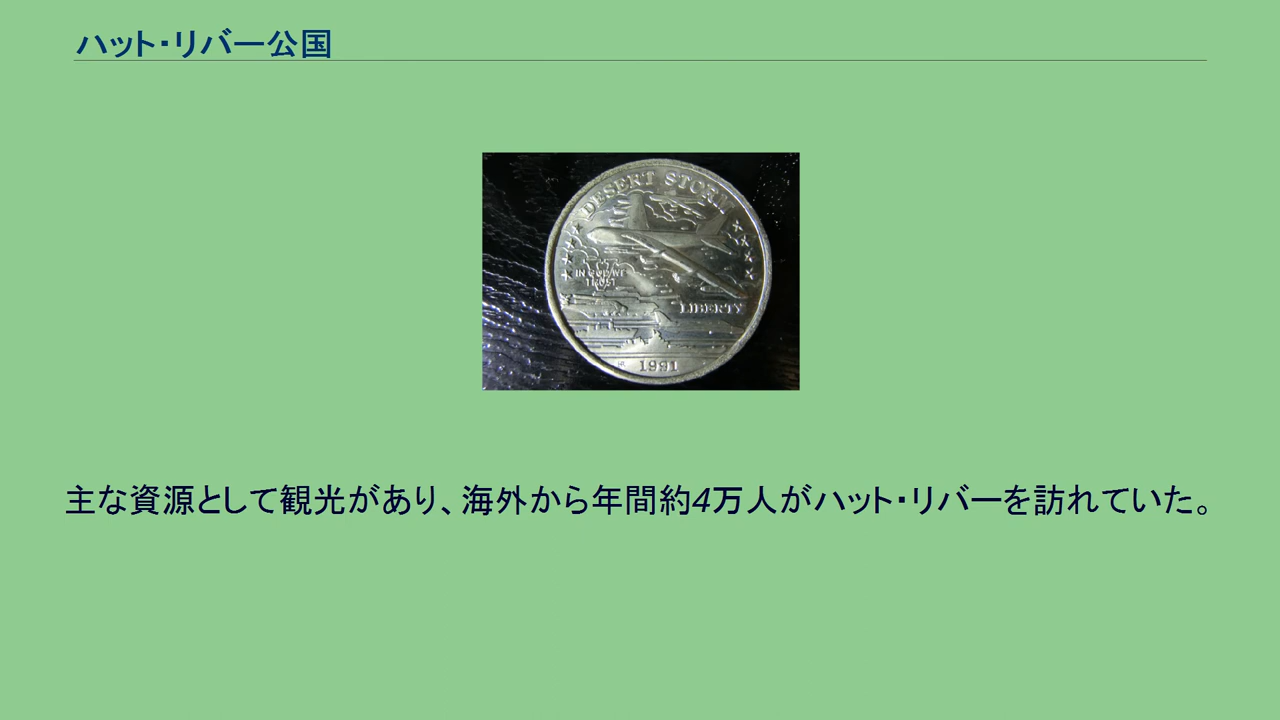 ハット・リバー公国
DESERT STORM
IN GOD WE
TRUST
LIBERTY
1991
主な資源として観光があり、海外から年間約4万人がハット・リバーを訪れていた。